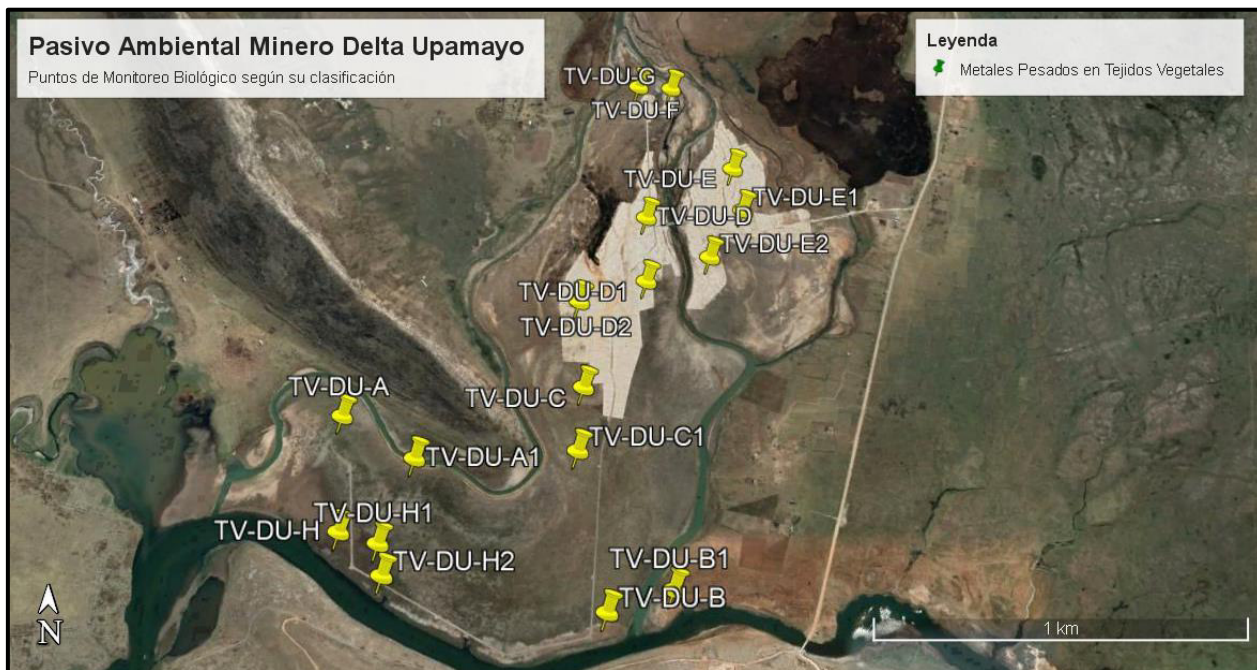 Pasivo Ambiental Minero Delta Upamayo
Puntos de Monitoreo Biológico según su clasificación
Leyenda
Metales Pesados en Tejidos Vegetales
TV-DU-G
TV-DU-F
TV-DU-E
TV-DU-E1
TV-DU-D
TV-DU-E2
TV-DU-D1
TV-DU-D2
TV-DU-A
TV-DU-C
TV-DU-C1
TV-DU-A1
TV-DU-H1
TV-DU-H
TV-DU-H2
TV-DU-B1
TV-DU-B
N
1 km